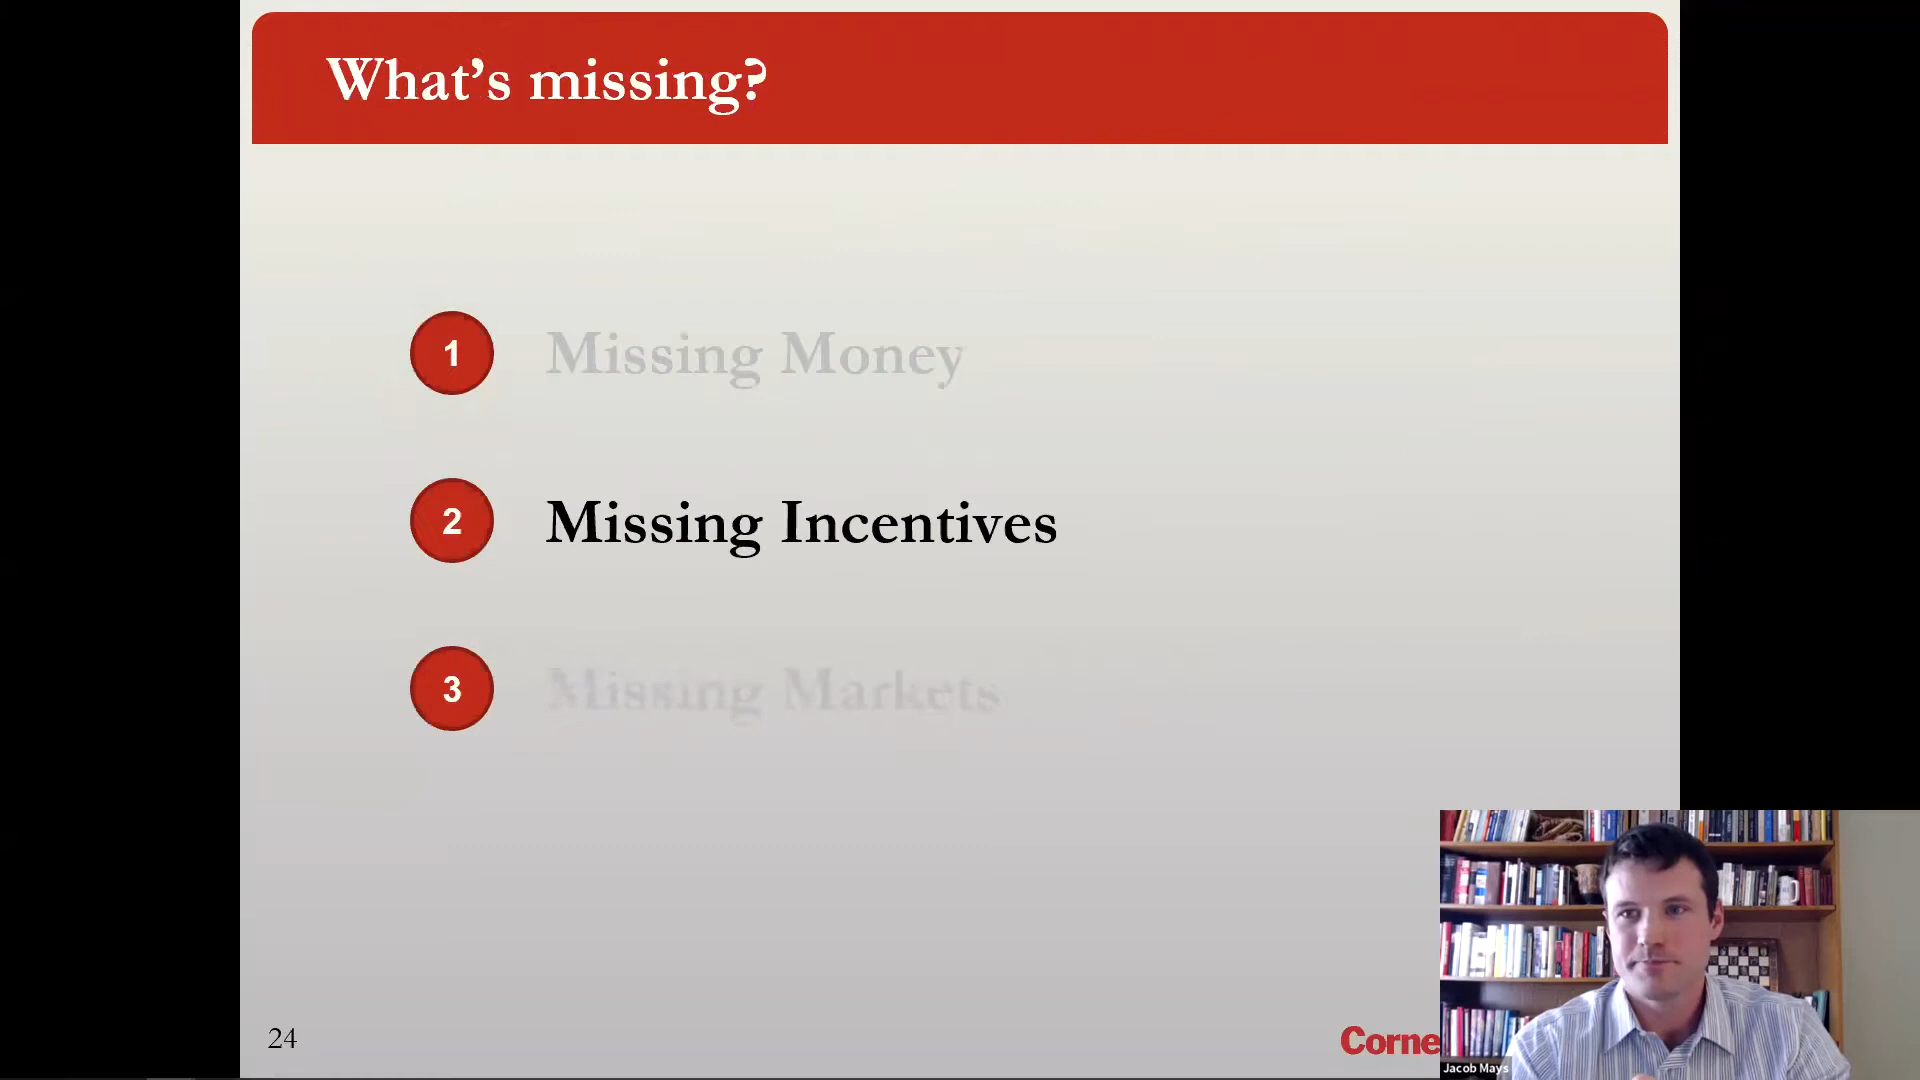 What's missing?
1 Missing Money
2 Missing Incentives
3 Missing Markets
24
Corne
Jacob Mays